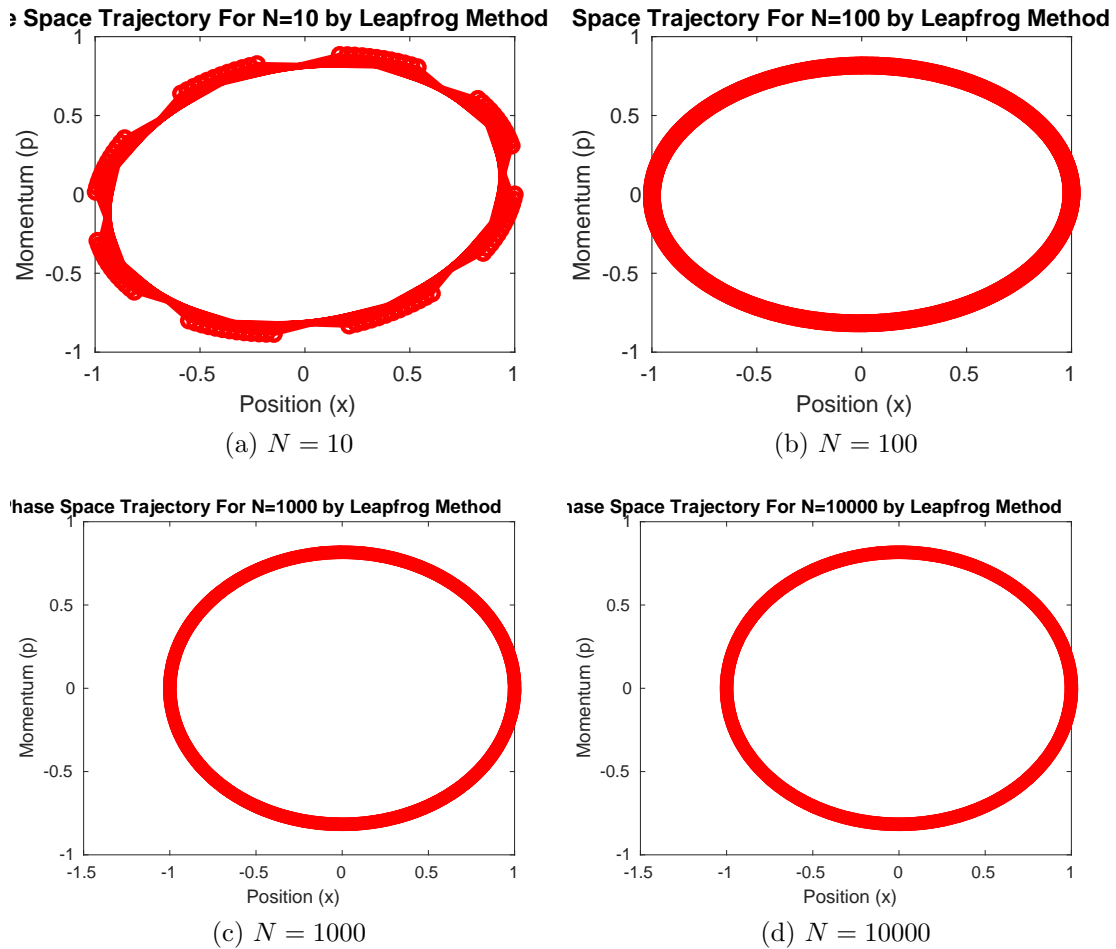 e Space Trajectory For N=10 by Leapfrog Method
1
0.5
0
-0.5
-1
-1 -0.5 0 0.5 1
Momentum (p)
Position (x)
(a) N = 10
Space Trajectory For N=100 by Leapfrog Method
1
0.5
0
-0.5
-1
-1 -0.5 0 0.5 1
Momentum (p)
Position (x)
(b) N = 100
Phase Space Trajectory For N=1000 by Leapfrog Method
1
0.5
0
-0.5
-1
-1.5 -1 -0.5 0 0.5 1
Momentum (p)
Position (x)
(c) N = 1000
hase Space Trajectory For N=10000 by Leapfrog Method
1
0.5
0
-0.5
-1
-1.5 -1 -0.5 0 0.5 1
Momentum (p)
Position (x)
(d) N = 10000